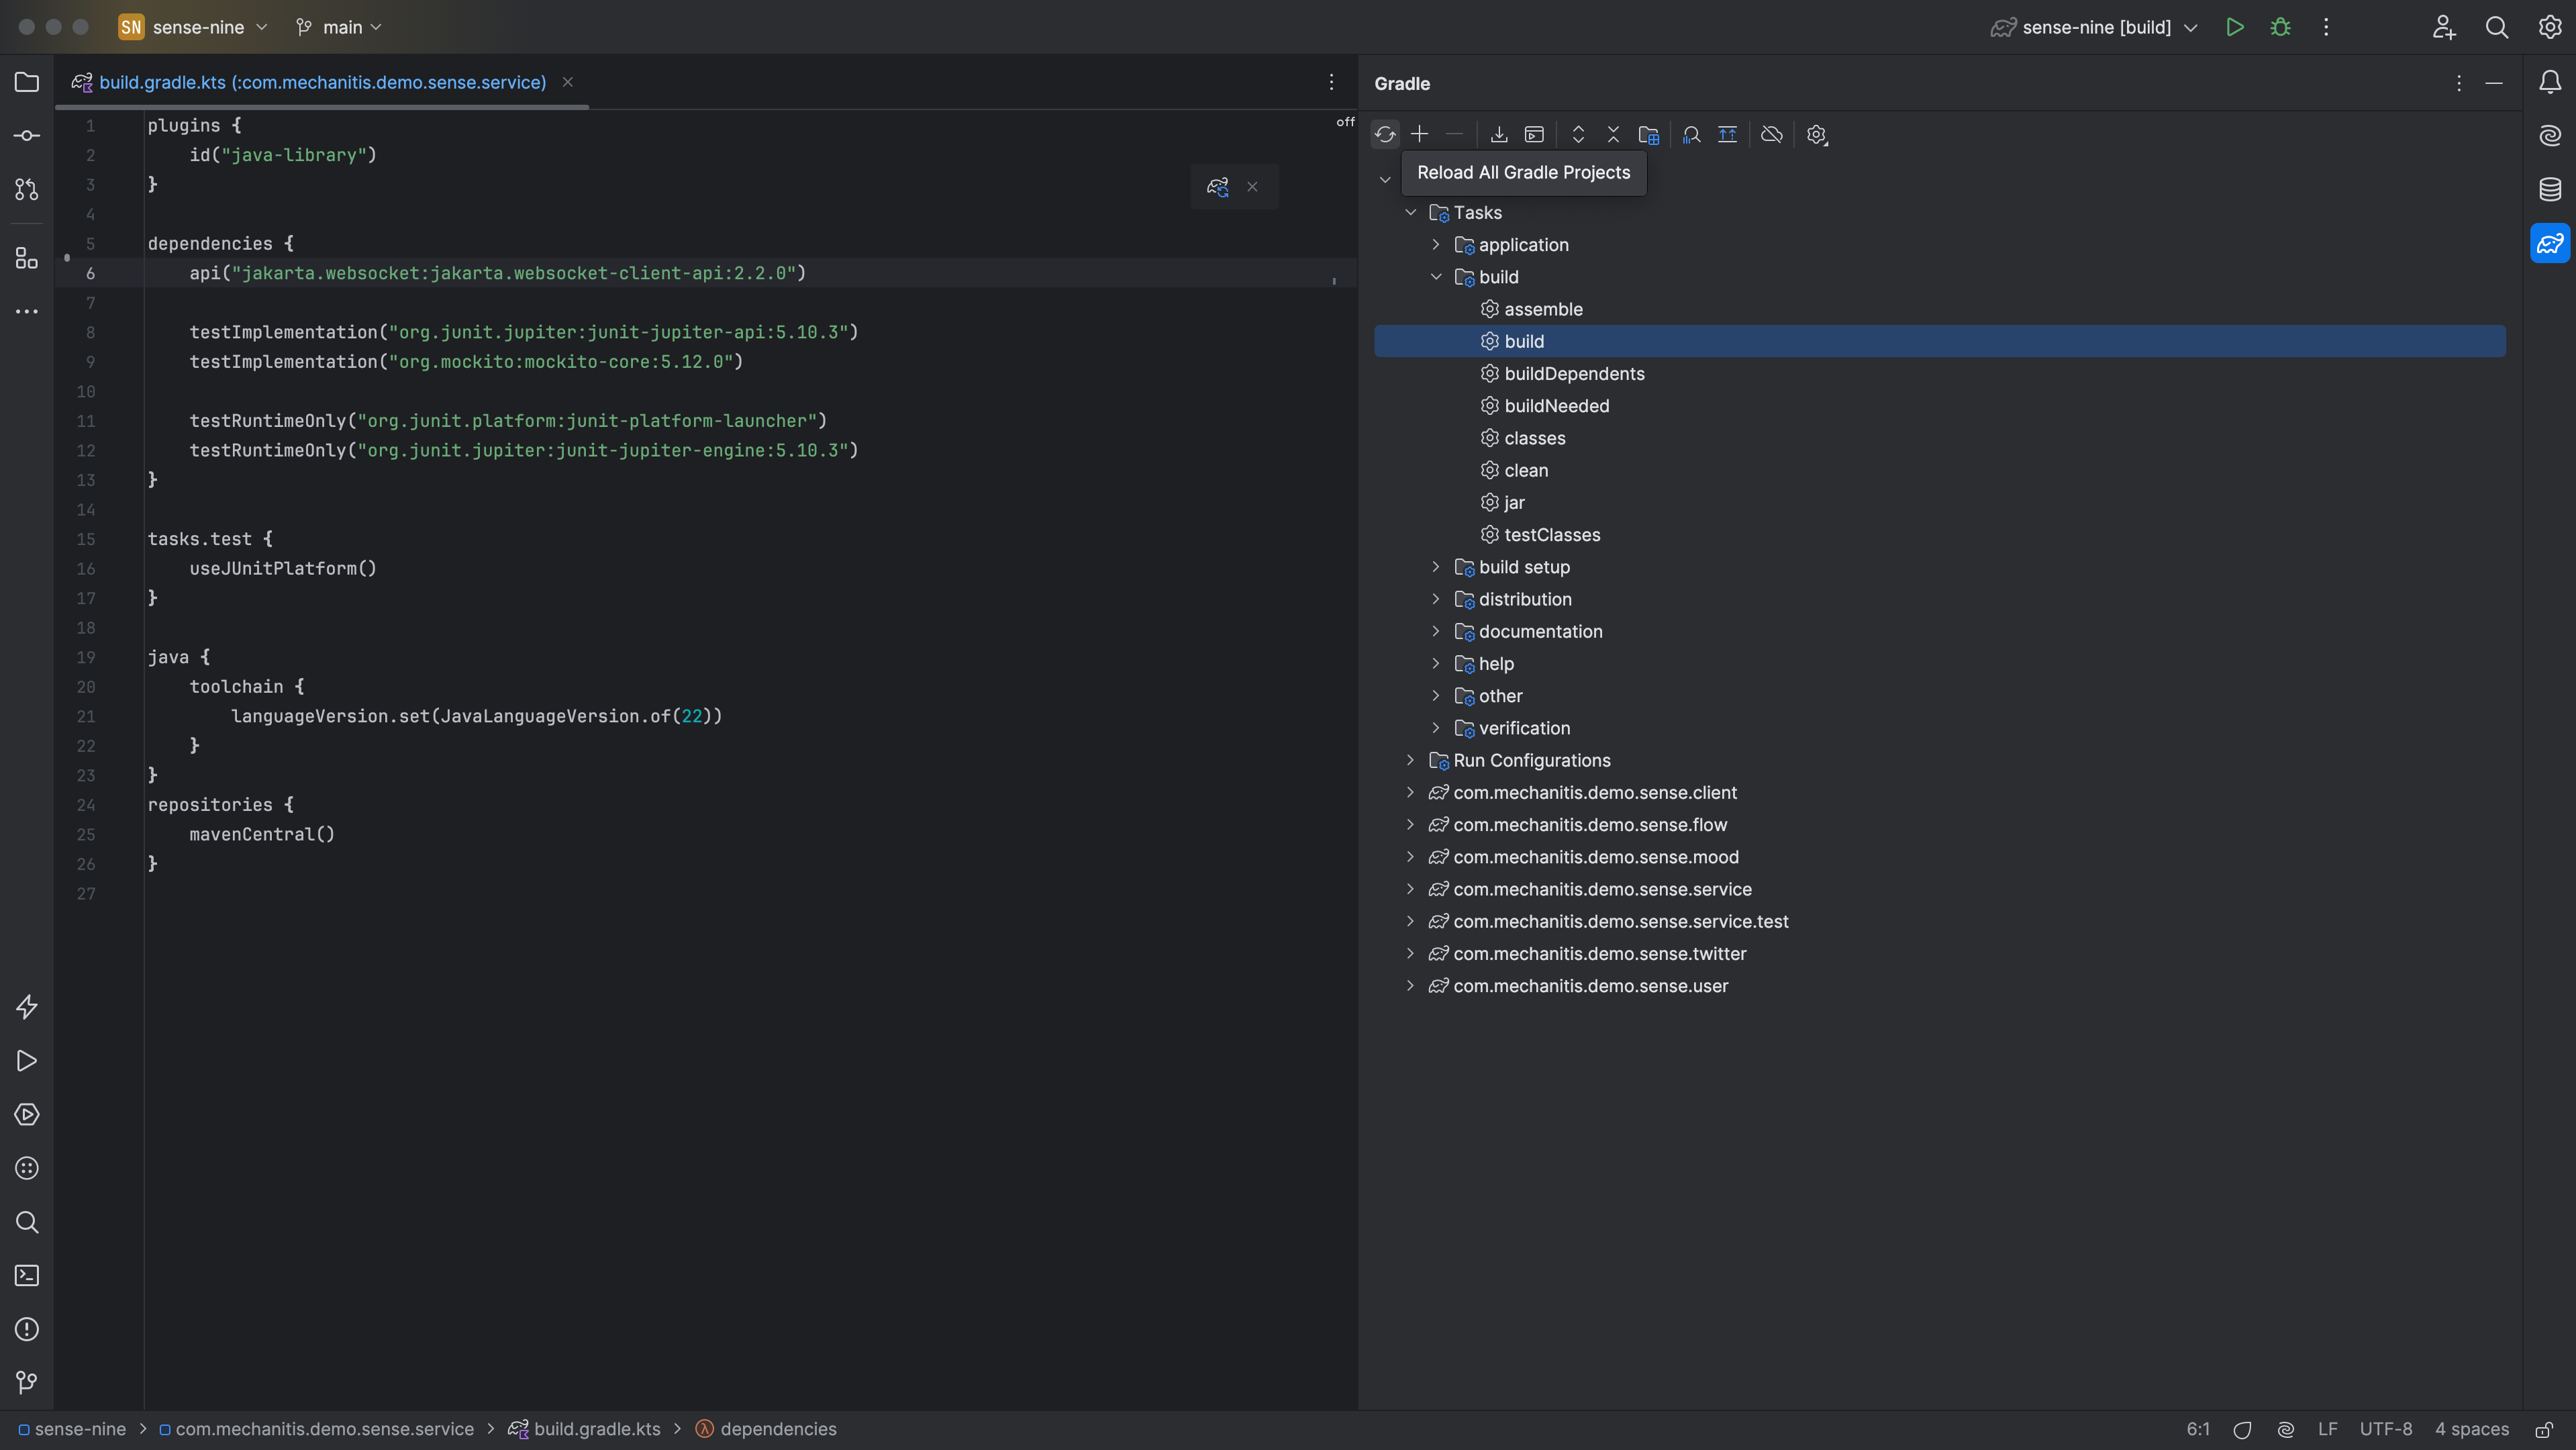 SN sense-nine main sense-nine [build]
build.gradle.kts (:com.mechanitis.demo.sense.service)
1 plugins {
2 id("java-library")
3 }
4
5 dependencies {
6 api("jakarta.websocket:jakarta.websocket-client-api:2.2.0")
7
8 testImplementation("org.junit.jupiter:junit-jupiter-api:5.10.3")
9 testImplementation("org.mockito:mockito-core:5.12.0")
10
11 testRuntimeOnly("org.junit.platform:junit-platform-launcher")
12 testRuntimeOnly("org.junit.jupiter:junit-jupiter-engine:5.10.3")
13 }
14
15 tasks.test {
16 useJUnitPlatform()
17 }
18
19 java {
20 toolchain {
21 languageVersion.set(JavaLanguageVersion.of(22))
22 }
23 }
24 repositories {
25 mavenCentral()
26 }
27
off
Gradle
Reload All Gradle Projects
Tasks
application
build
assemble
build
buildDependents
buildNeeded
classes
clean
jar
testClasses
build setup
distribution
documentation
help
other
verification
Run Configurations
com.mechanitis.demo.sense.client
com.mechanitis.demo.sense.flow
com.mechanitis.demo.sense.mood
com.mechanitis.demo.sense.service
com.mechanitis.demo.sense.service.test
com.mechanitis.demo.sense.twitter
com.mechanitis.demo.sense.user
sense-nine > com.mechanitis.demo.sense.service > build.gradle.kts > λ dependencies 6:1 LF UTF-8 4 spaces